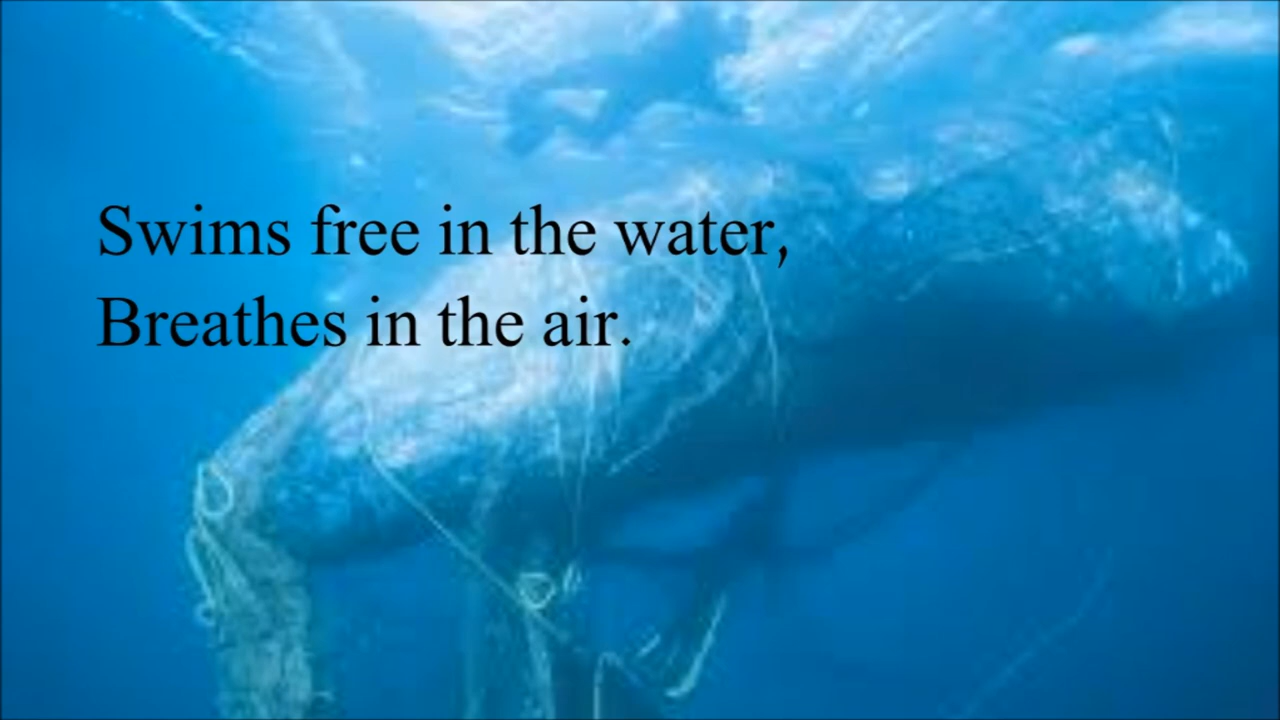 Swims free in the water,
Breathes in the air.